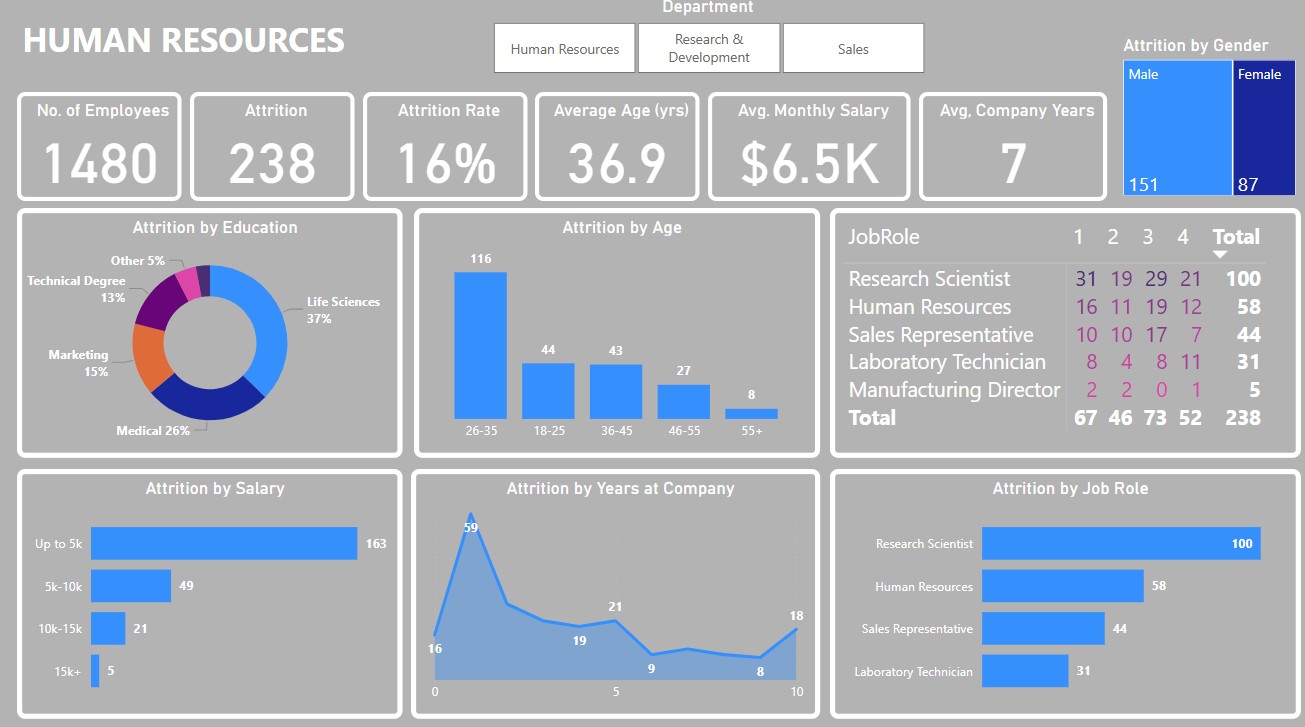 Department
HUMAN RESOURCES
Human Resources
Research &
Development
Sales
Attrition by Gender
Male
Female
151
87
No. of Employees
1480
Attrition
238
Attrition Rate
16%
Average Age (yrs)
36.9
Avg. Monthly Salary
$6.5K
Avg, Company Years
7
Attrition by Education
Other 5%
Technical Degree
13%
Life Sciences
37%
Marketing
15%
Medical 26%
Attrition by Age
116
44
43
27
8
26-35
18-25
36-45
46-55
55+
JobRole 1 2 3 4 Total
Research Scientist 31 19 29 21 100
Human Resources 16 11 19 12 58
Sales Representative 10 10 17 7 44
Laboratory Technician 8 4 8 11 31
Manufacturing Director 2 2 0 1 5
Total 67 46 73 52 238
Attrition by Salary
Up to 5k 163
5k-10k 49
10k-15k 21
15k+ 5
Attrition by Years at Company
59
21
18
16
19
9
8
0 5 10
Attrition by Job Role
Research Scientist 100
Human Resources 58
Sales Representative 44
Laboratory Technician 31